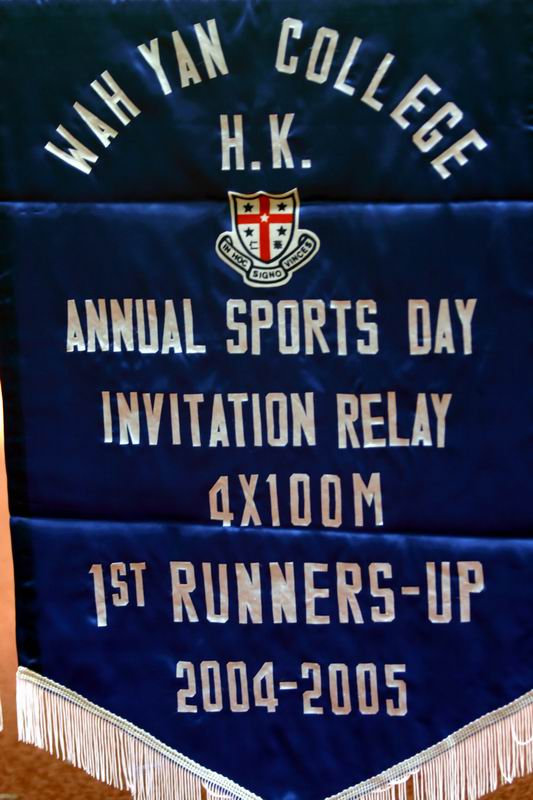 WAH YAN COLLEGE
H.K.
IN HOC SIGNO VINCES
ANNUAL SPORTS DAY
INVITATION RELAY
4X100M
1ST RUNNERS-UP
2004-2005